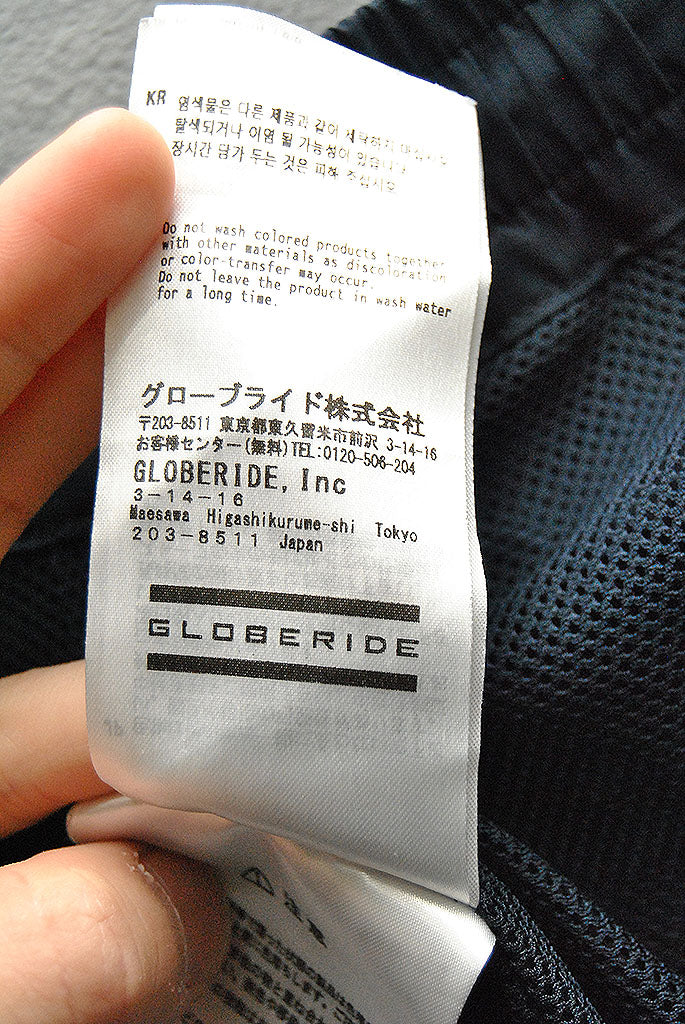 KR 염색물은 다른 제품과 같이 세탁하지 마십시오
탈색되거나 이염 될 가능성이 있습니다
장시간 담가 두는 것은 피해 주십시오
Do not wash colored products together
with other materials as discoloration
or color-transfer may occur.
Do not leave the product in wash water
for a long time.
グローブライド株式会社
〒203-8511 東京都東久留米市前沢 3-14-16
お客様センター(無料)TEL:0120-506-204
GLOBERIDE, Inc
3-14-16
Maesawa Higashikurume-shi Tokyo
203-8511 Japan
GLOBERIDE